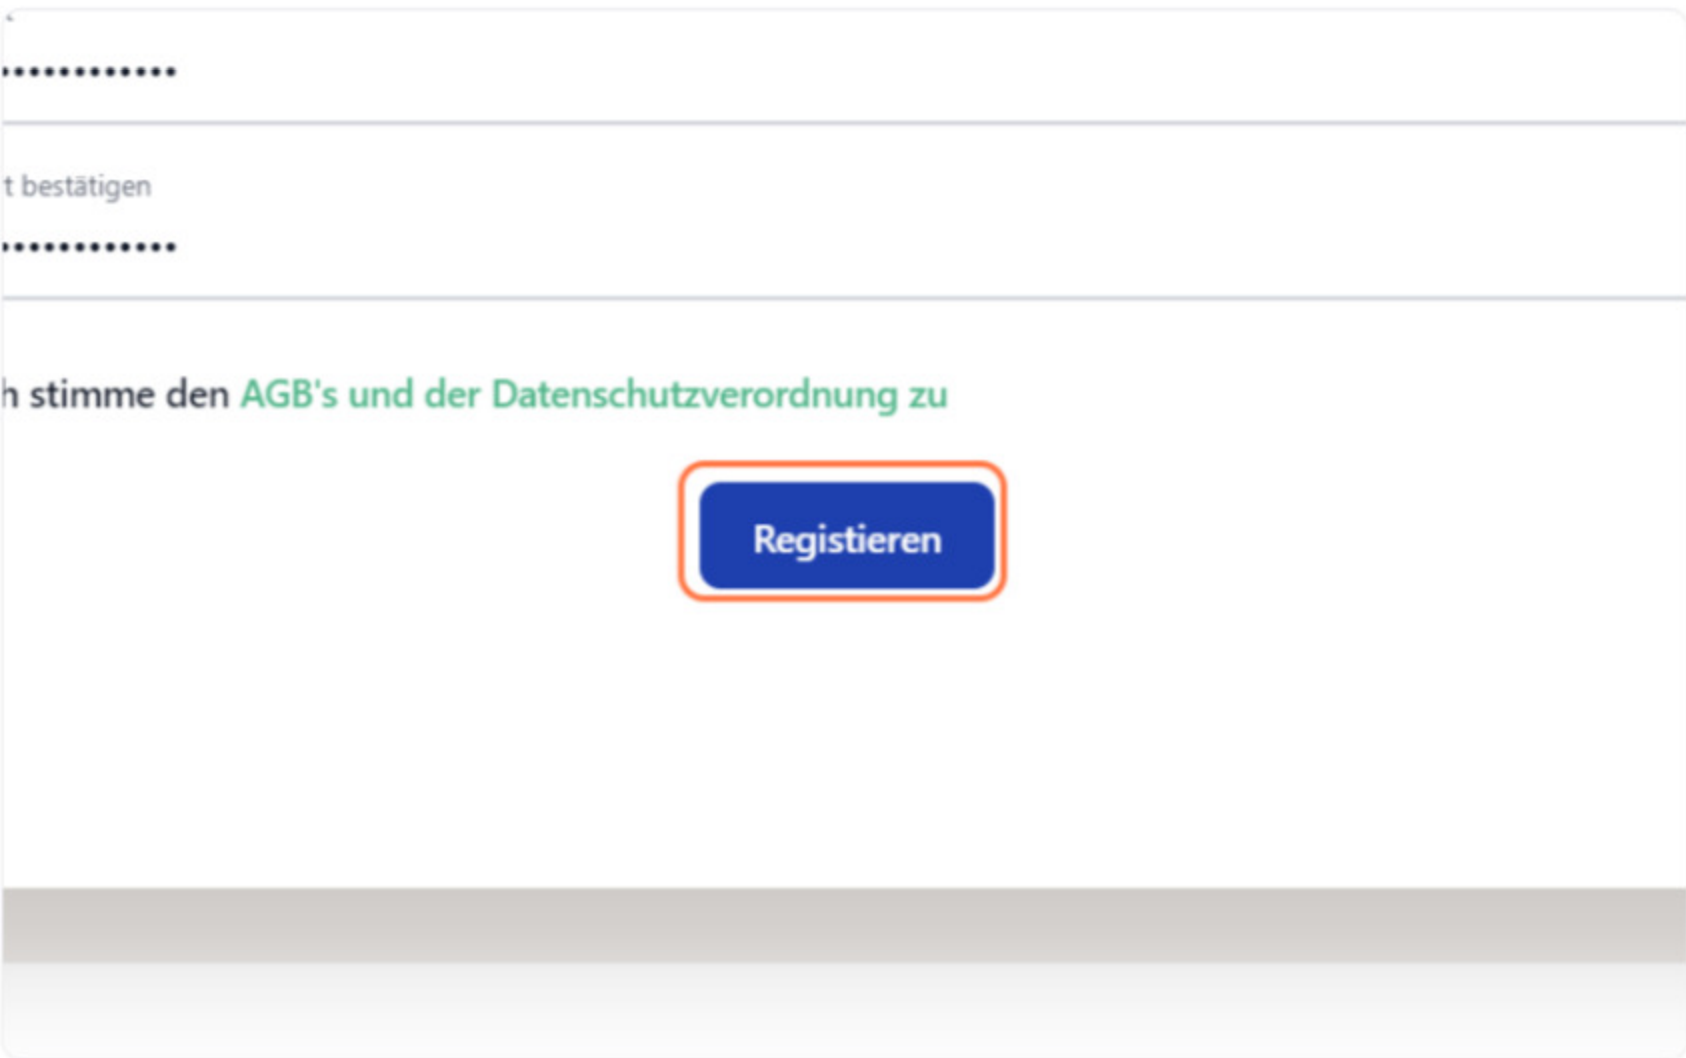 ••••••••••••
t bestätigen
••••••••••••
h stimme den AGB's und der Datenschutzverordnung zu
Registieren